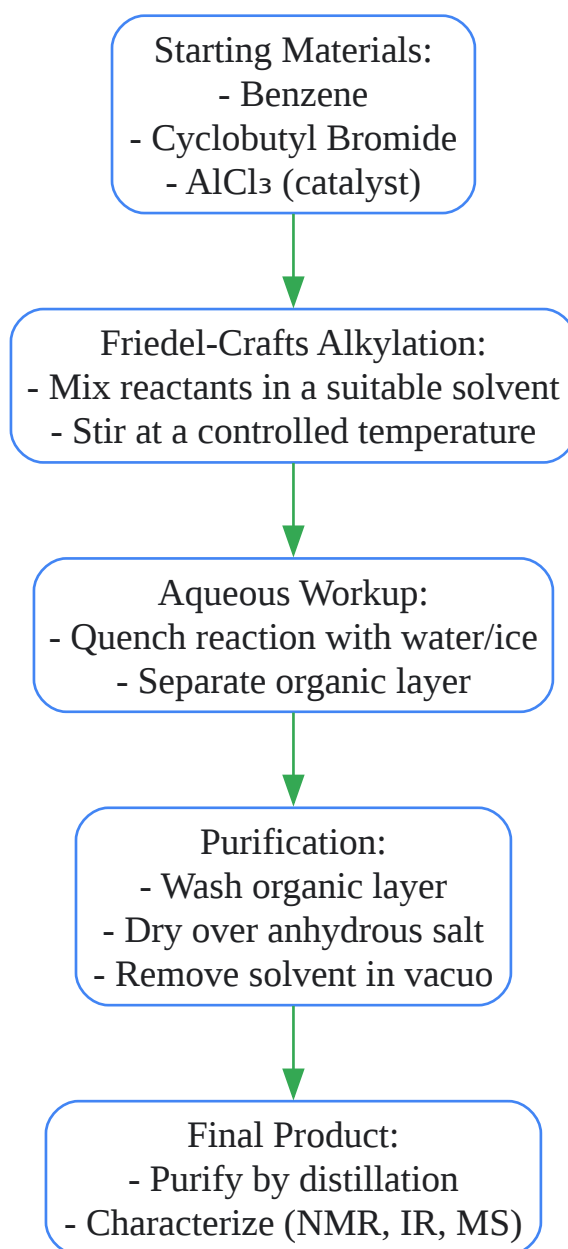 Starting Materials:
- Benzene
- Cyclobutyl Bromide
- AlCl₃ (catalyst)
Friedel-Crafts Alkylation:
- Mix reactants in a suitable solvent
- Stir at a controlled temperature
Aqueous Workup:
- Quench reaction with water/ice
- Separate organic layer
Purification:
- Wash organic layer
- Dry over anhydrous salt
- Remove solvent in vacuo
Final Product:
- Purify by distillation
- Characterize (NMR, IR, MS)